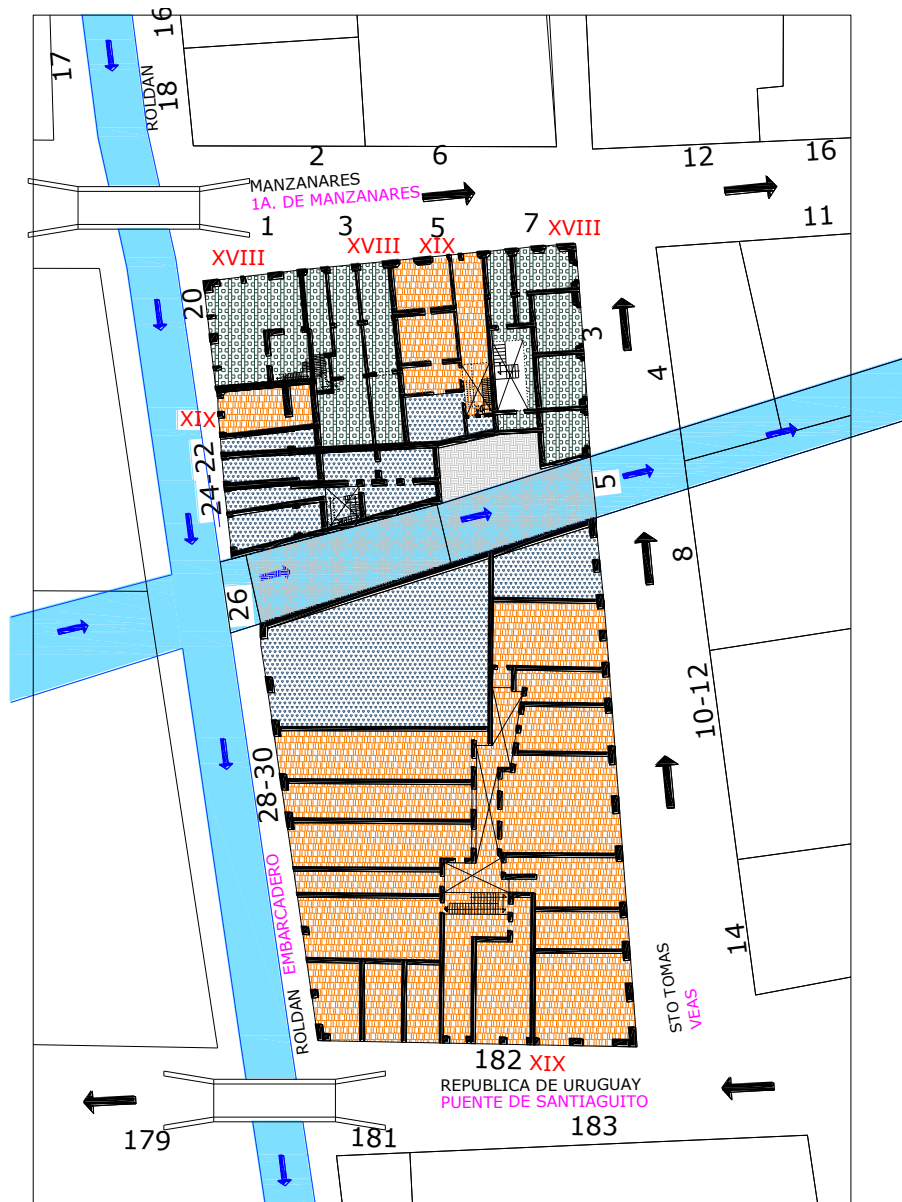 16
17
ROLDAN
18
2
6
12
16
MANZANARES
1A. DE MANZANARES
1
3
5
7
11
XVIII
XVIII
XIX
XVIII
20
3
4
XIX
24-22
5
8
26
10-12
28-30
EMBARCADERO
14
STO TOMAS
VEAS
ROLDAN
182
XIX
REPUBLICA DE URUGUAY
PUENTE DE SANTIAGUITO
179
181
183